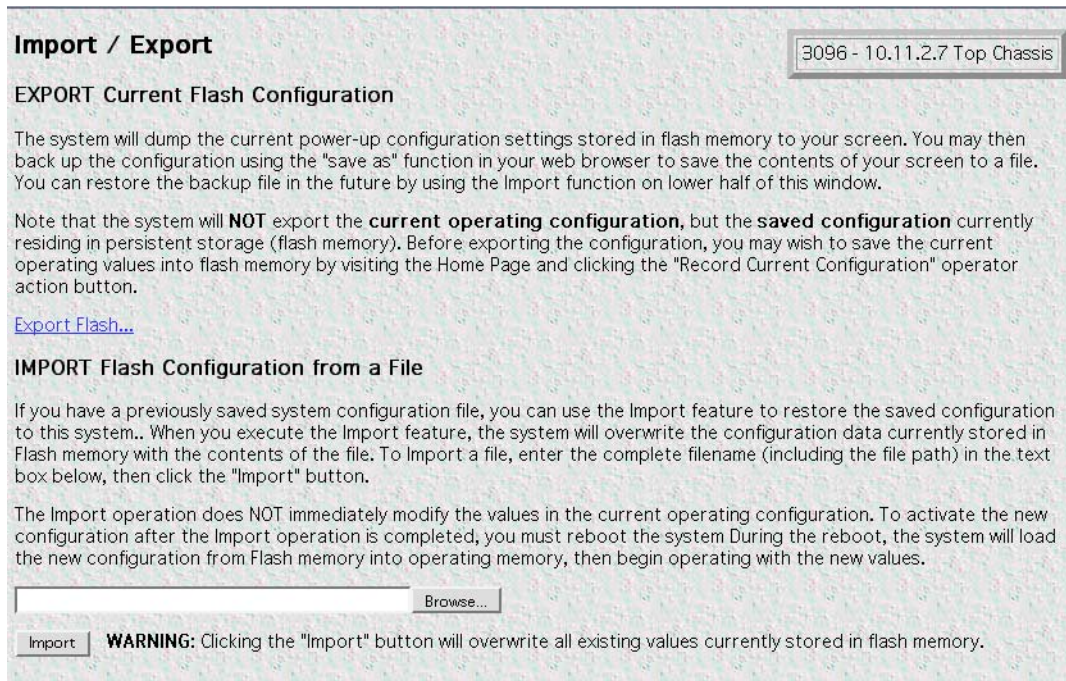 Import / Export
3096 - 10.11.2.7 Top Chassis
EXPORT Current Flash Configuration
The system will dump the current power-up configuration settings stored in flash memory to your screen. You may then
back up the configuration using the "save as" function in your web browser to save the contents of your screen to a file.
You can restore the backup file in the future by using the Import function on lower half of this window.
Note that the system will NOT export the current operating configuration, but the saved configuration currently
residing in persistent storage (flash memory). Before exporting the configuration, you may wish to save the current
operating values into flash memory by visiting the Home Page and clicking the "Record Current Configuration" operator
action button.
Export Flash...
IMPORT Flash Configuration from a File
If you have a previously saved system configuration file, you can use the Import feature to restore the saved configuration
to this system.. When you execute the Import feature, the system will overwrite the configuration data currently stored in
Flash memory with the contents of the file. To Import a file, enter the complete filename (including the file path) in the text
box below, then click the "Import" button.
The Import operation does NOT immediately modify the values in the current operating configuration. To activate the new
configuration after the Import operation is completed, you must reboot the system During the reboot, the system will load
the new configuration from Flash memory into operating memory, then begin operating with the new values.
Browse...
Import WARNING: Clicking the "Import" button will overwrite all existing values currently stored in flash memory.